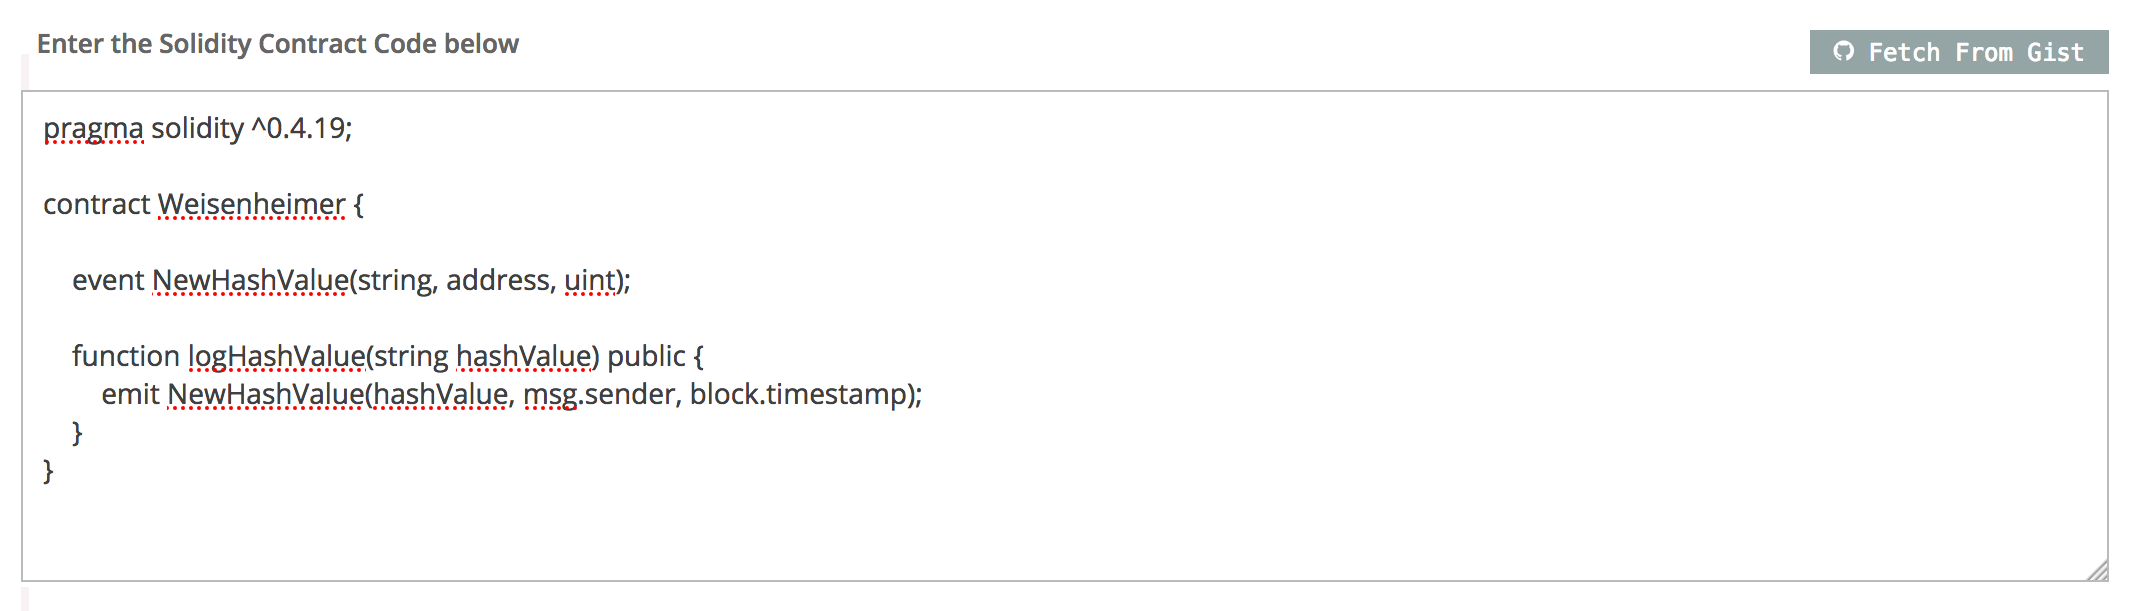 Enter the Solidity Contract Code below
Fetch From Gist
pragma solidity ^0.4.19;
contract Weisenheimer {
event NewHashValue(string, address, uint);
function logHashValue(string hashValue) public {
emit NewHashValue(hashValue, msg.sender, block.timestamp);
}
}